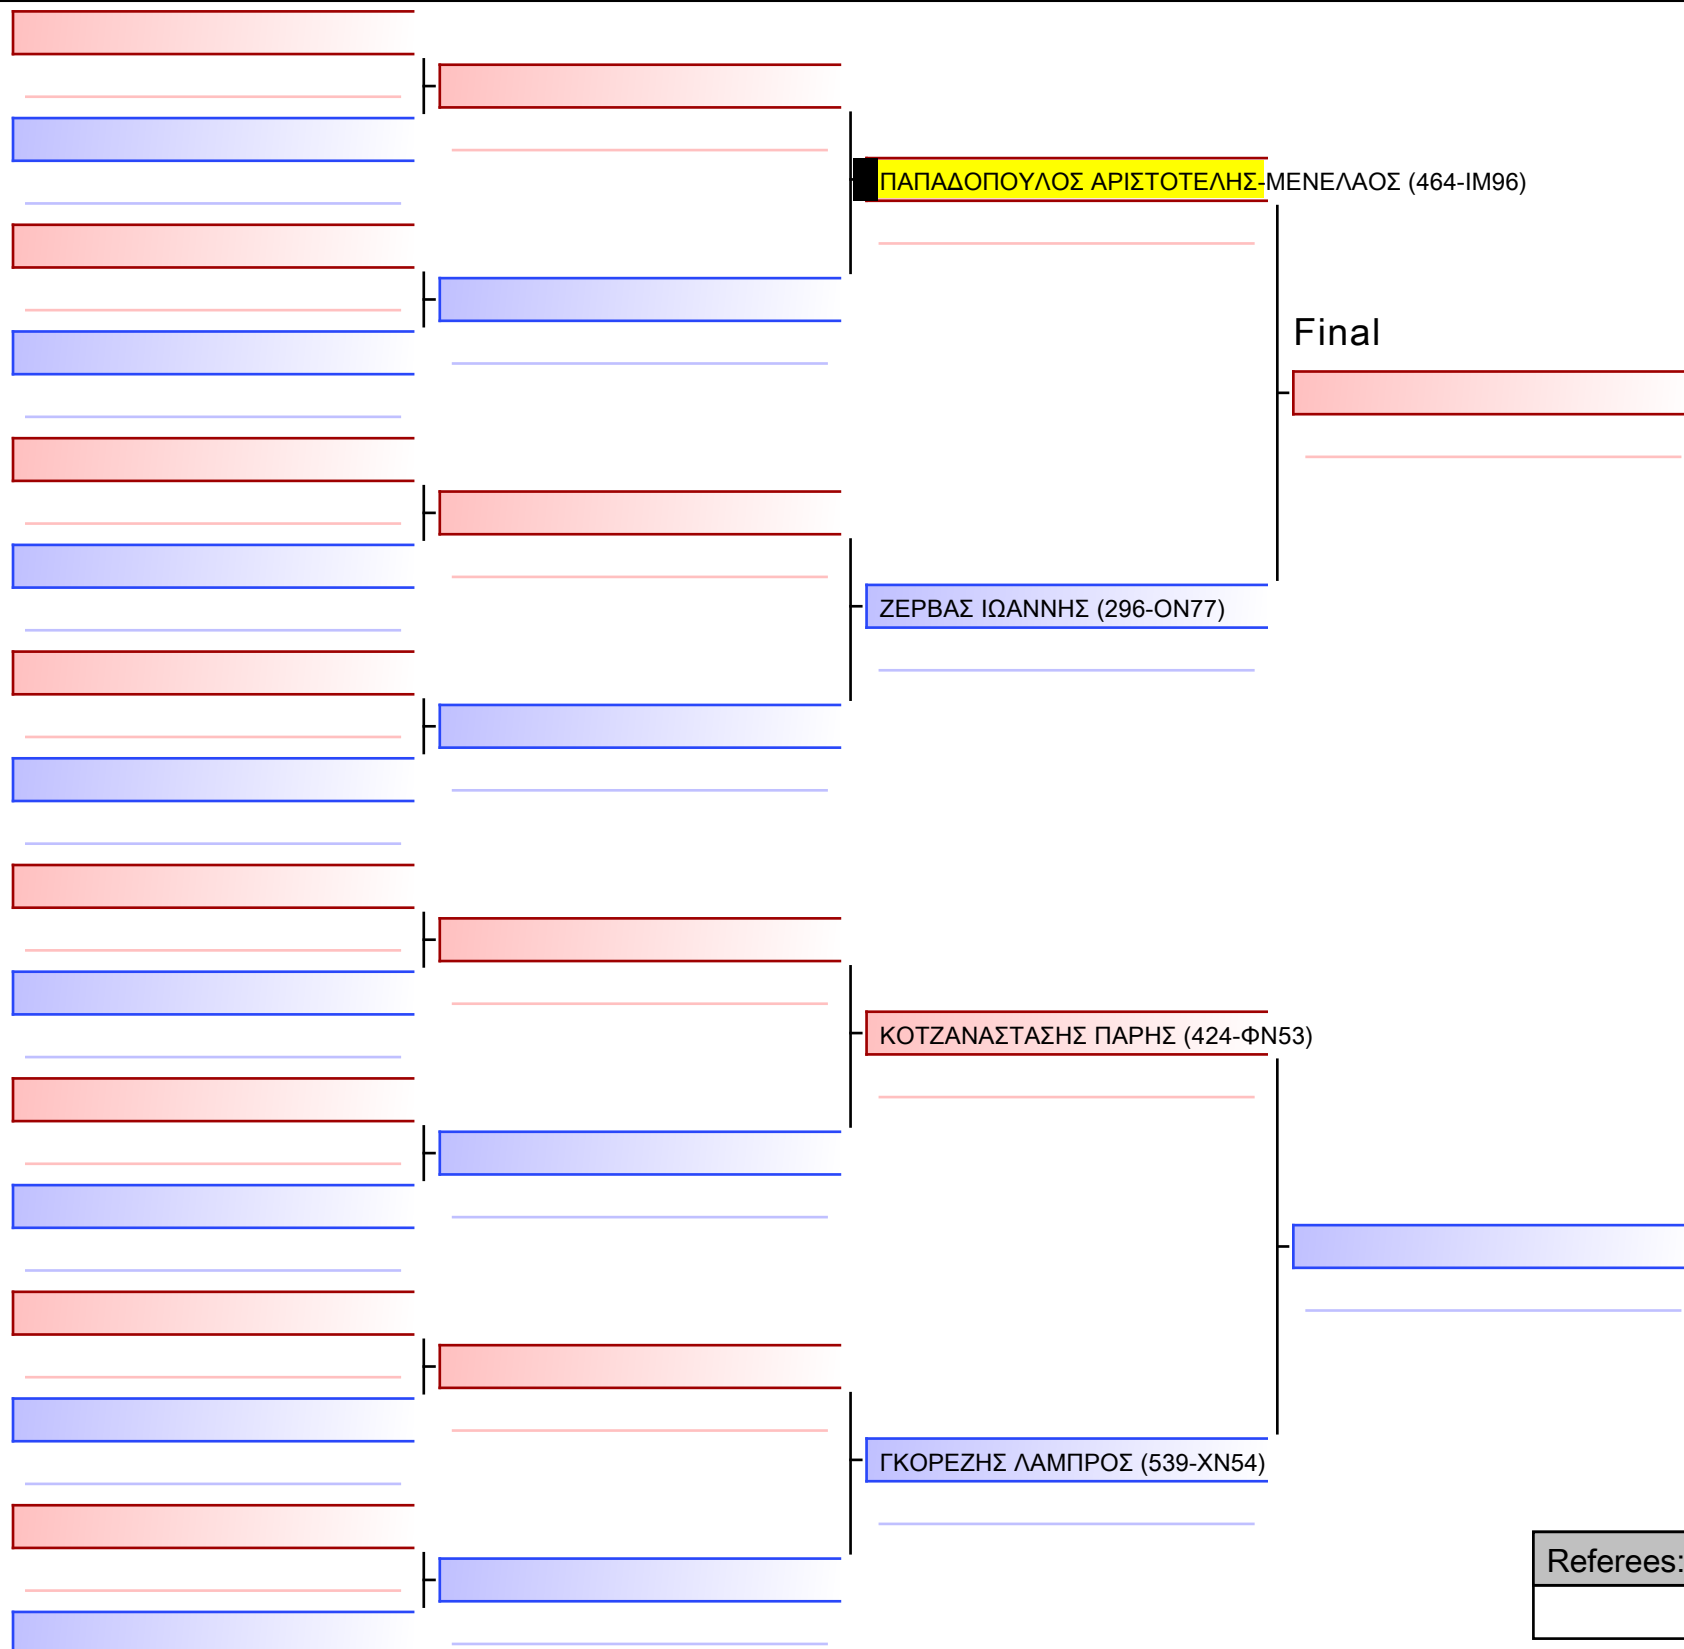 ΠΑΠΑΔΟΠΟΥΛΟΣ ΑΡΙΣΤΟΤΕΛΗΣ-ΜΕΝΕΛΑΟΣ (464-ΙΜ96)
Final
ΖΕΡΒΑΣ ΙΩΑΝΝΗΣ (296-ΟΝ77)
ΚΟΤΖΑΝΑΣΤΑΣΗΣ ΠΑΡΗΣ (424-ΦΝ53)
ΓΚΟΡΕΖΗΣ ΛΑΜΠΡΟΣ (539-ΧΝ54)
Referees: